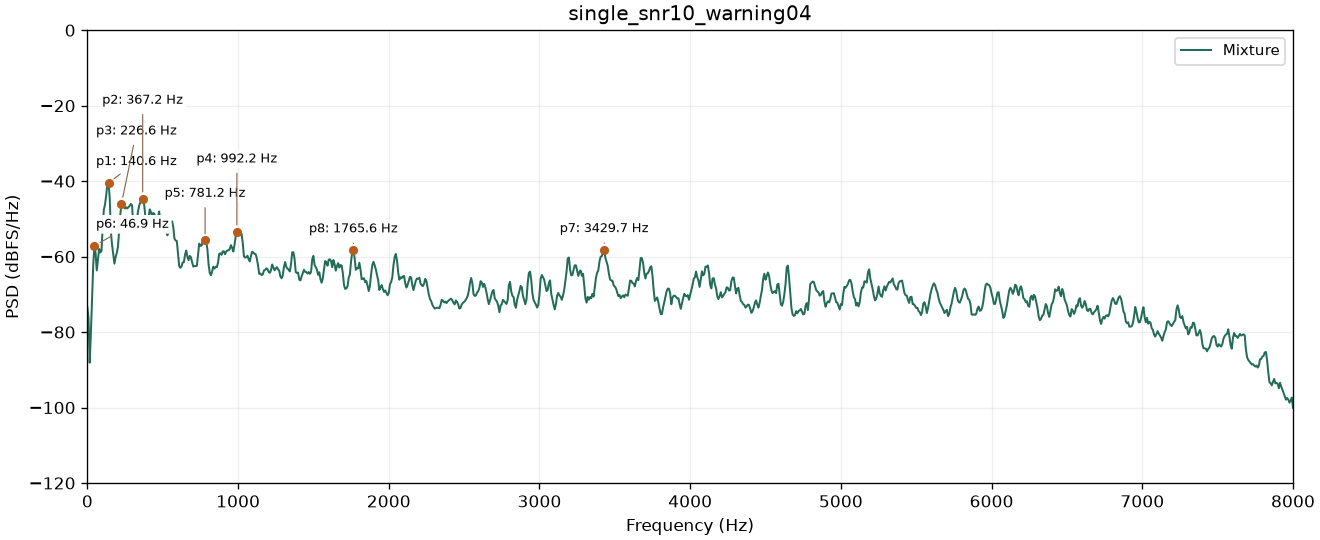 single_snr10_warning04
Mixture
p2: 367.2 Hz
p3: 226.6 Hz
p1: 140.6 Hz
p4: 992.2 Hz
p5: 781.2 Hz
p6: 46.9 Hz
p8: 1765.6 Hz
p7: 3429.7 Hz
PSD (dBFS/Hz)
0
−20
−40
−60
−80
−100
−120
0 1000 2000 3000 4000 5000 6000 7000 8000
Frequency (Hz)